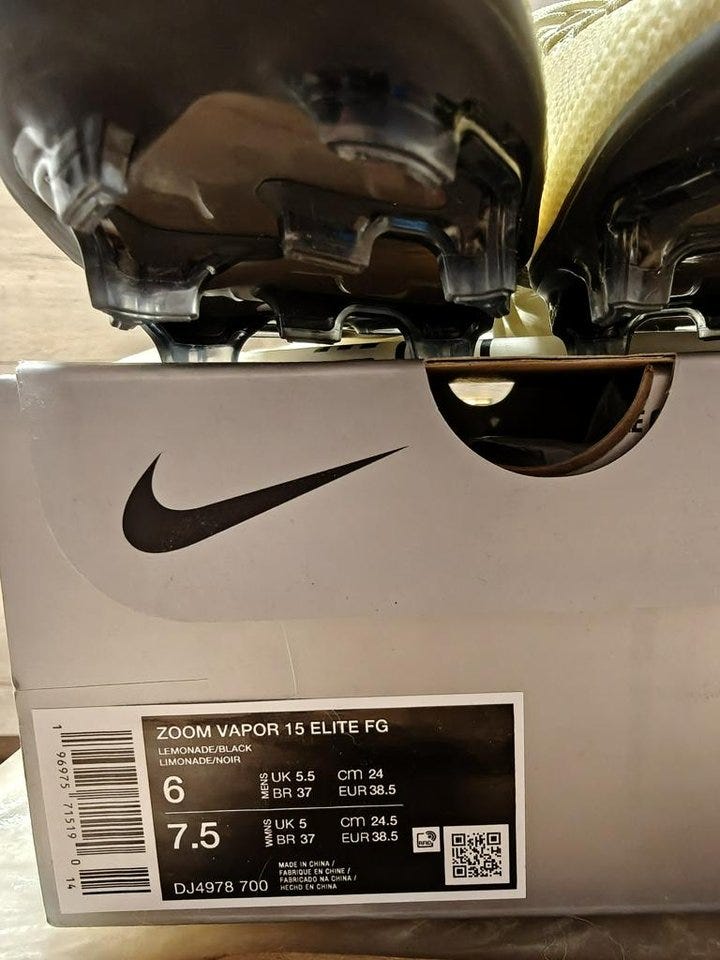 ZOOM VAPOR 15 ELITE FG
LEMONADE/BLACK
LIMONADE/NOIR
6 MENS UK 5.5 CM 24
BR 37 EUR 38.5
7.5 WMNS UK 5 CM 24.5
BR 37 EUR 38.5
RFID
MADE IN CHINA /
FABRIQUE EN CHINE /
FABRICADO NA CHINA /
HECHO EN CHINA
DJ4978 700
1 96975 71519 0 14